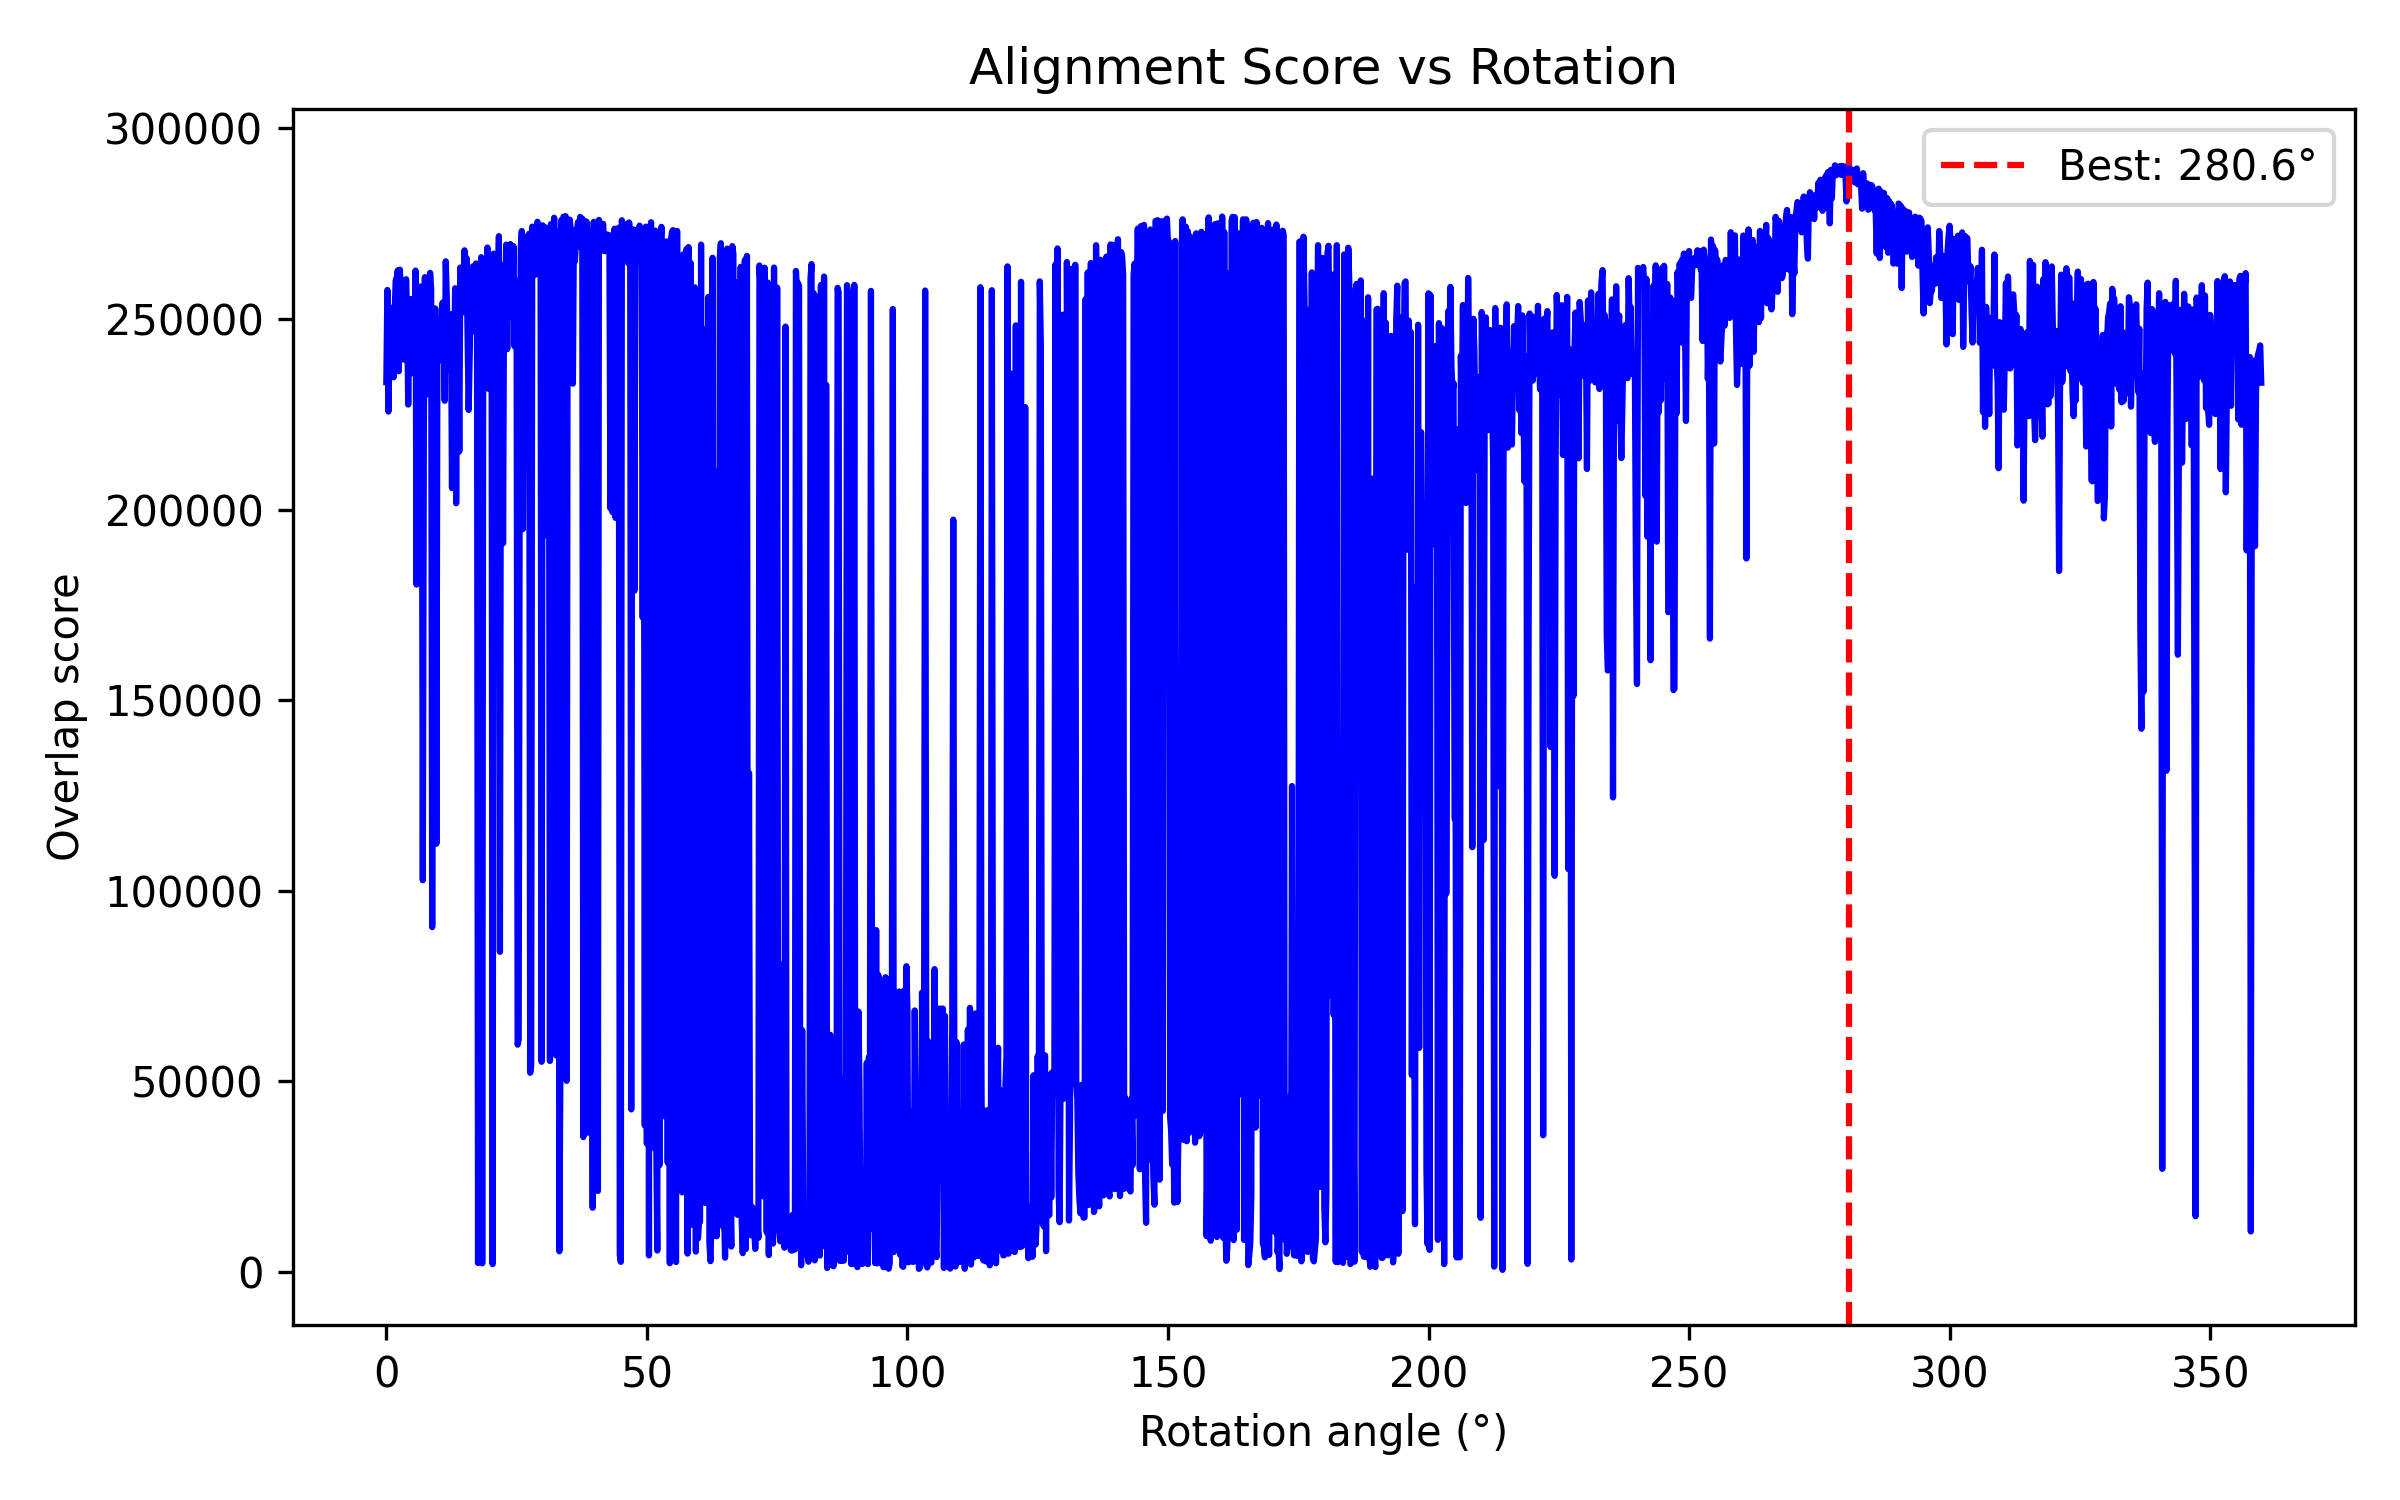 Alignment Score vs Rotation
300000
250000
200000
150000
100000
50000
0
Overlap score
Best: 280.6°
0 50 100 150 200 250 300 350
Rotation angle (°)